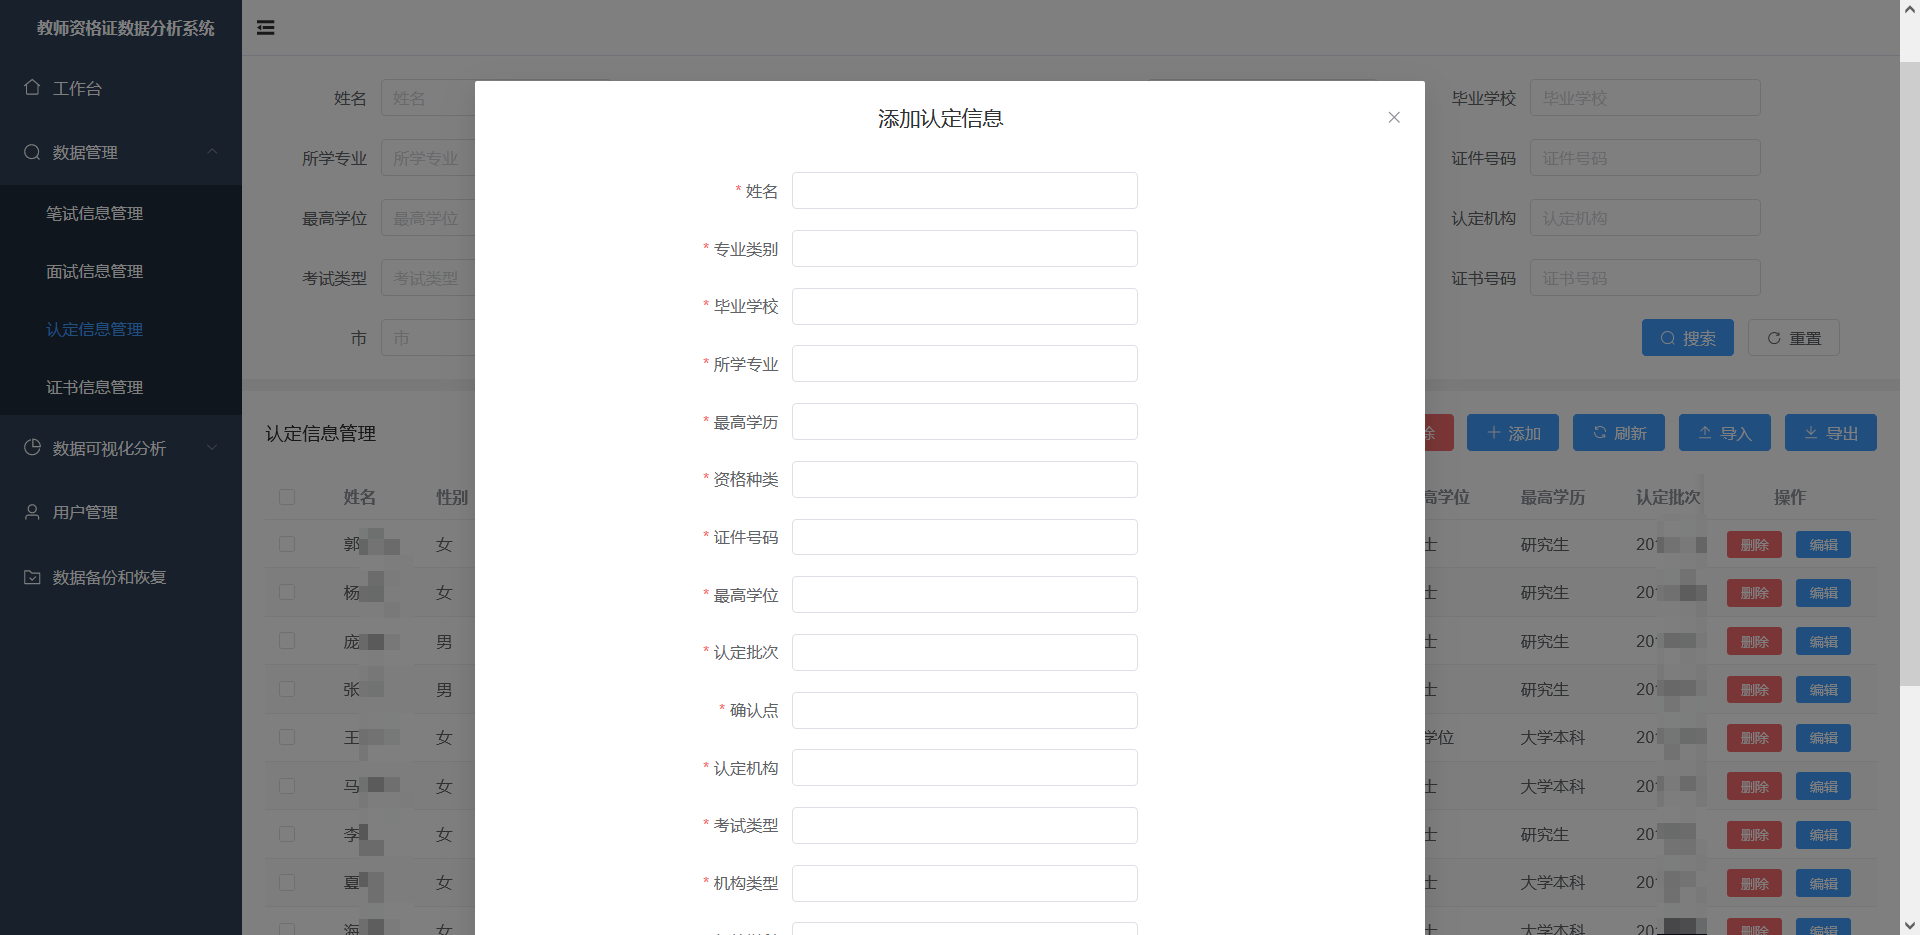 教师资格证数据分析系统
工作台
数据管理
笔试信息管理
面试信息管理
认定信息管理
证书信息管理
数据可视化分析
用户管理
数据备份和恢复
姓名 姓名
毕业学校 毕业学校
所学专业 所学专业
证件号码 证件号码
最高学位 最高学位
认定机构 认定机构
考试类型 考试类型
证书号码 证书号码
市 市
搜索 重置
添加认定信息
* 姓名
* 专业类别
* 毕业学校
* 所学专业
* 最高学历
* 资格种类
* 证件号码
* 最高学位
* 认定批次
* 确认点
* 认定机构
* 考试类型
* 机构类型
认定信息管理
除 添加 刷新 导入 导出
姓名 性别 高学位 最高学历 认定批次 操作
郭 女 士 研究生 20 删除 编辑
杨 女 士 研究生 20 删除 编辑
庞 男 士 研究生 20 删除 编辑
张 男 士 研究生 20 删除 编辑
王 女 学位 大学本科 20 删除 编辑
马 女 士 大学本科 20 删除 编辑
李 女 士 研究生 20 删除 编辑
夏 女 士 大学本科 20 删除 编辑
海 女 士 大学本科 20 删除 编辑